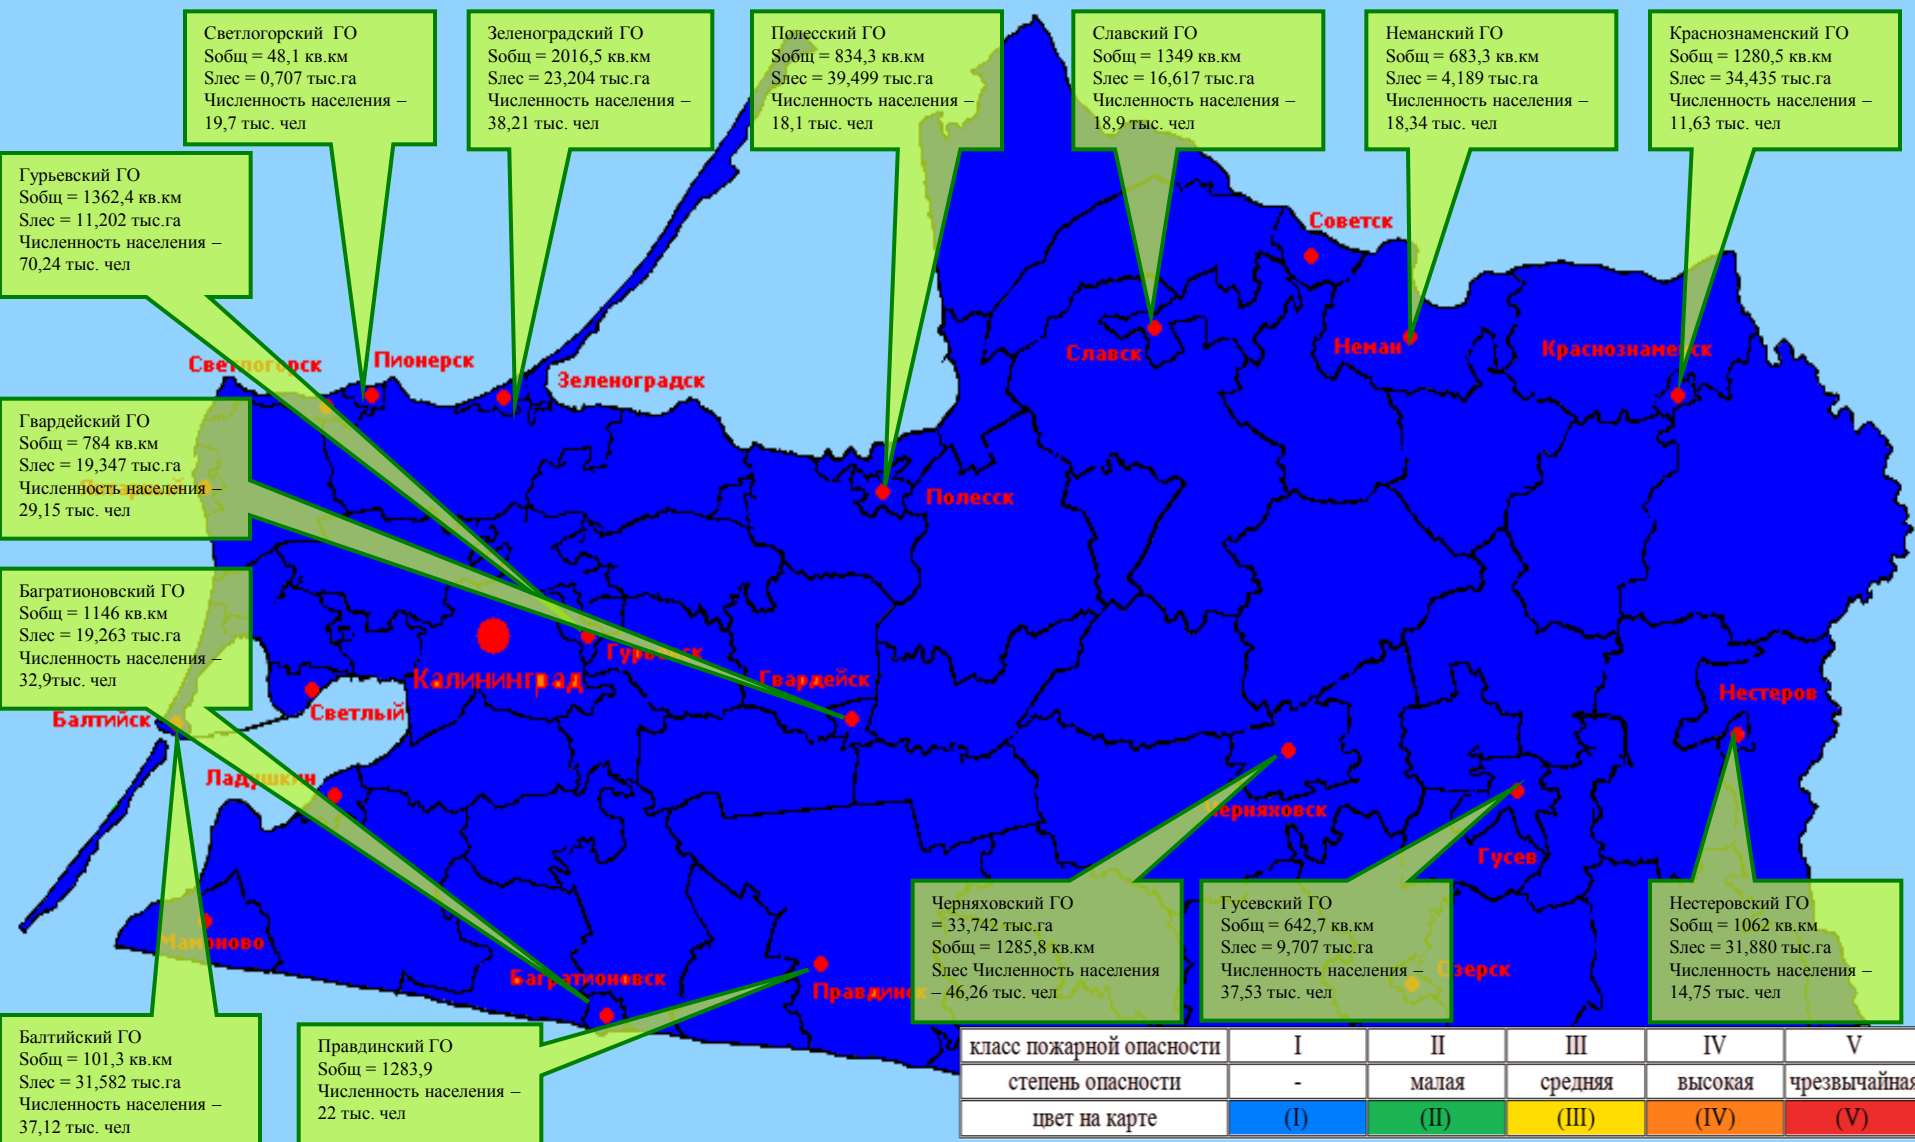 Светлогорский ГО
Sобщ = 48,1 кв.км
Sлес = 0,707 тыс.га
Численность населения –
19,7 тыс. чел
Зеленоградский ГО
Sобщ = 2016,5 кв.км
Sлес = 23,204 тыс.га
Численность населения –
38,21 тыс. чел
Полесский ГО
Sобщ = 834,3 кв.км
Sлес = 39,499 тыс.га
Численность населения –
18,1 тыс. чел
Славский ГО
Sобщ = 1349 кв.км
Sлес = 16,617 тыс.га
Численность населения –
18,9 тыс. чел
Неманский ГО
Sобщ = 683,3 кв.км
Sлес = 4,189 тыс.га
Численность населения –
18,34 тыс. чел
Краснознаменский ГО
Sобщ = 1280,5 кв.км
Sлес = 34,435 тыс.га
Численность населения –
11,63 тыс. чел
Гурьевский ГО
Sобщ = 1362,4 кв.км
Sлес = 11,202 тыс.га
Численность населения –
70,24 тыс. чел
Советск
Светлогорск
Пионерск
Зеленоградск
Славск
Неман
Краснознаменск
Гвардейский ГО
Sобщ = 784 кв.км
Sлес = 19,347 тыс.га
Численность населения –
29,15 тыс. чел
Полесск
Багратионовский ГО
Sобщ = 1146 кв.км
Sлес = 19,263 тыс.га
Численность населения –
32,9тыс. чел
Калининград
Гурьевск
Гвардейск
Нестеров
Балтийск
Светлый
Ладушкин
Черняховск
Гусев
Мамоново
Багратионовск
Правдинск
Озерск
Черняховский ГО
= 33,742 тыс.га
Sобщ = 1285,8 кв.км
Sлес Численность населения
– 46,26 тыс. чел
Гусевский ГО
Sобщ = 642,7 кв.км
Sлес = 9,707 тыс.га
Численность населения –
37,53 тыс. чел
Нестеровский ГО
Sобщ = 1062 кв.км
Sлес = 31,880 тыс.га
Численность населения –
14,75 тыс. чел
Балтийский ГО
Sобщ = 101,3 кв.км
Sлес = 31,582 тыс.га
Численность населения –
37,12 тыс. чел
Правдинский ГО
Sобщ = 1283,9
Численность населения –
22 тыс. чел
класс пожарной опасности I II III IV V
степень опасности - малая средняя высокая чрезвычайная
цвет на карте (I) (II) (III) (IV) (V)